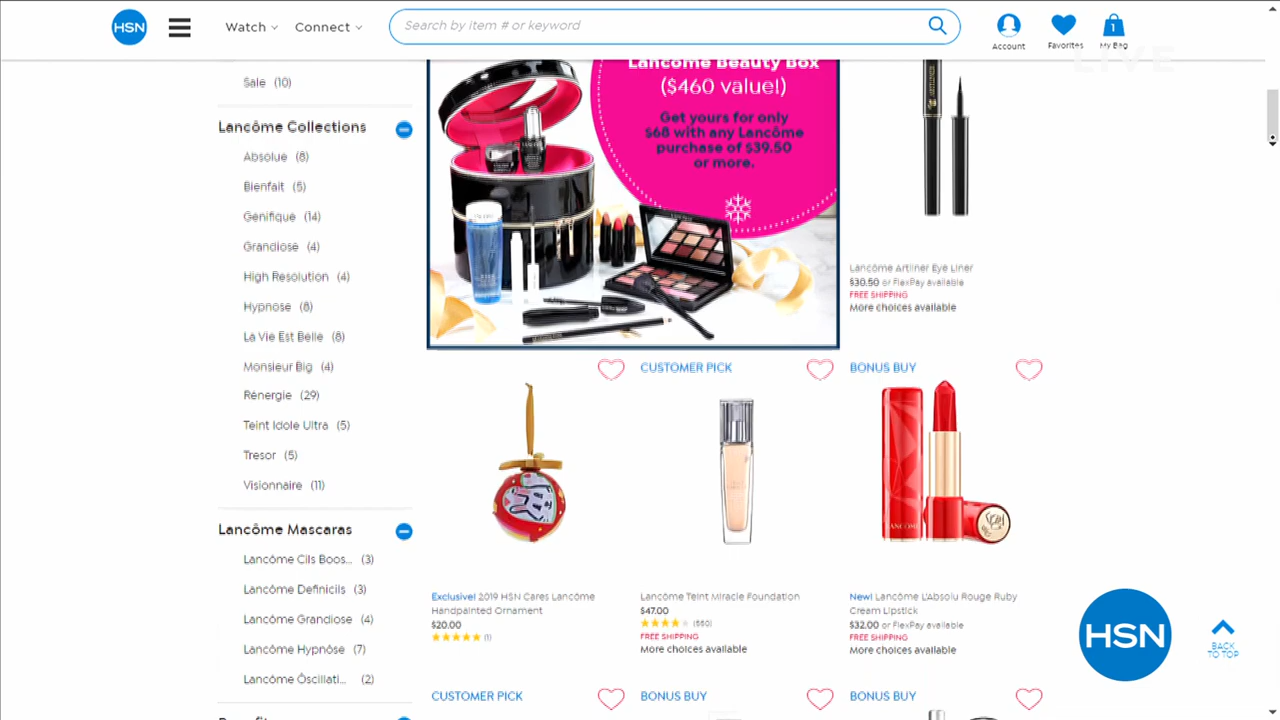 HSN
Watch
Connect
Search by item # or keyword
Account
Favorites
1
My Bag
LIVE
Sale (10)
Lancôme Collections
Absolue (8)
Bienfait (5)
Genifique (14)
Grandiose (4)
High Resolution (4)
Hypnose (8)
La Vie Est Belle (8)
Monsieur Big (4)
Rénergie (29)
Teint Idole Ultra (5)
Tresor (5)
Visionnaire (11)
Lancôme Mascaras
Lancôme Cils Boos... (3)
Lancôme Definicils (3)
Lancôme Grandiose (4)
Lancôme Hypnôse (7)
Lancôme Ôscillati... (2)
Lancôme Beauty Box
($460 value!)
Get yours for only
$68 with any Lancôme
purchase of $39.50
or more.
Lancôme Artliner Eye Liner
$30.50 or FlexPay available
FREE SHIPPING
More choices available
CUSTOMER PICK
BONUS BUY
LANCÔME
Exclusive! 2019 HSN Cares Lancôme
Handpainted Ornament
$20.00
(1)
Lancôme Teint Miracle Foundation
$47.00
(550)
FREE SHIPPING
More choices available
New! Lancôme L'Absolu Rouge Ruby
Cream Lipstick
$32.00 or FlexPay available
FREE SHIPPING
More choices available
HSN
BACK
TO TOP
CUSTOMER PICK
BONUS BUY
BONUS BUY